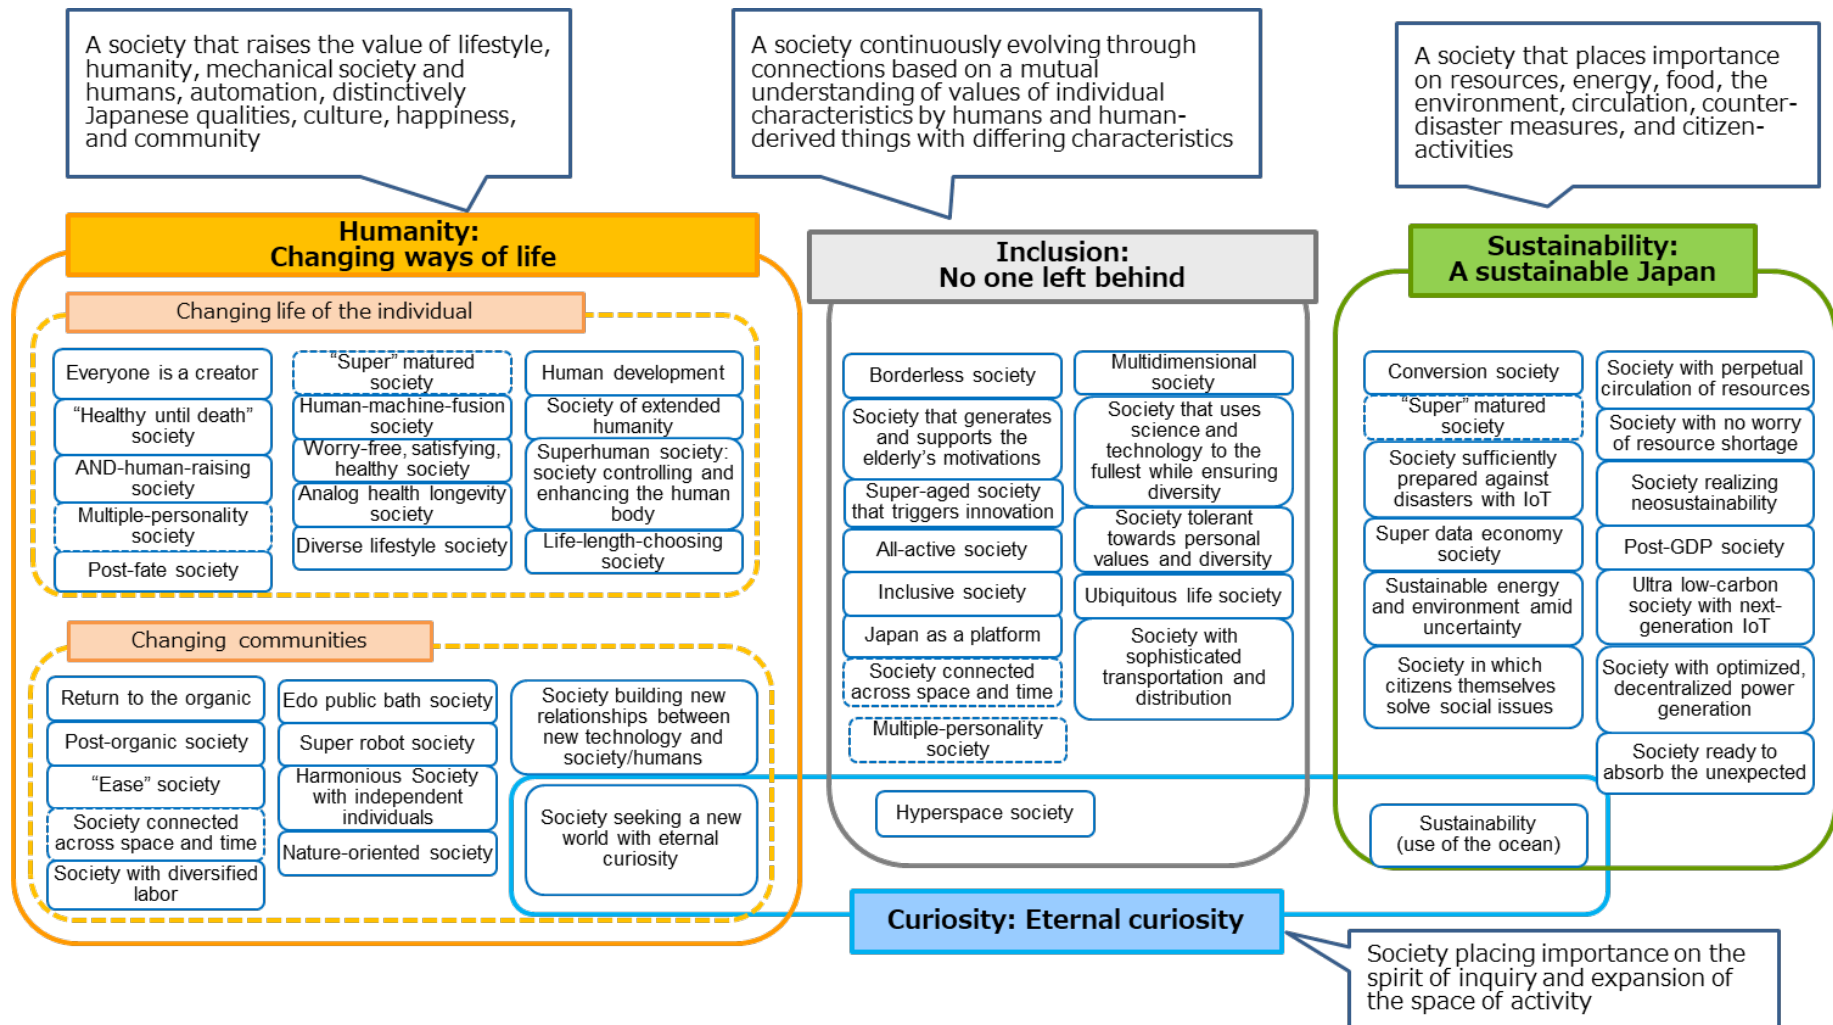 A society that raises the value of lifestyle,
humanity, mechanical society and
humans, automation, distinctively
Japanese qualities, culture, happiness,
and community
A society continuously evolving through
connections based on a mutual
understanding of values of individual
characteristics by humans and human-
derived things with differing characteristics
A society that places importance
on resources, energy, food, the
environment, circulation, counter-
disaster measures, and citizen-
activities
Humanity:
Changing ways of life
Changing life of the individual
Everyone is a creator
“Healthy until death”
society
AND-human-raising
society
Multiple-personality
society
Post-fate society
“Super” matured
society
Human-machine-fusion
society
Worry-free, satisfying,
healthy society
Analog health longevity
society
Diverse lifestyle society
Human development
Society of extended
humanity
Superhuman society:
society controlling and
enhancing the human
body
Life-length-choosing
society
Changing communities
Return to the organic
Post-organic society
“Ease” society
Society connected
across space and time
Society with diversified
labor
Edo public bath society
Super robot society
Harmonious Society
with independent
individuals
Nature-oriented society
Society building new
relationships between
new technology and
society/humans
Society seeking a new
world with eternal
curiosity
Inclusion:
No one left behind
Borderless society
Society that generates
and supports the
elderly’s motivations
Super-aged society
that triggers innovation
All-active society
Inclusive society
Japan as a platform
Society connected
across space and time
Multiple-personality
society
Multidimensional
society
Society that uses
science and
technology to the
fullest while ensuring
diversity
Society tolerant
towards personal
values and diversity
Ubiquitous life society
Society with
sophisticated
transportation and
distribution
Hyperspace society
Sustainability:
A sustainable Japan
Conversion society
“Super” matured
society
Society sufficiently
prepared against
disasters with IoT
Super data economy
society
Sustainable energy
and environment amid
uncertainty
Society in which
citizens themselves
solve social issues
Society with perpetual
circulation of resources
Society with no worry
of resource shortage
Society realizing
neosustainability
Post-GDP society
Ultra low-carbon
society with next-
generation IoT
Society with optimized,
decentralized power
generation
Society ready to
absorb the unexpected
Sustainability
(use of the ocean)
Curiosity: Eternal curiosity
Society placing importance on the
spirit of inquiry and expansion of
the space of activity